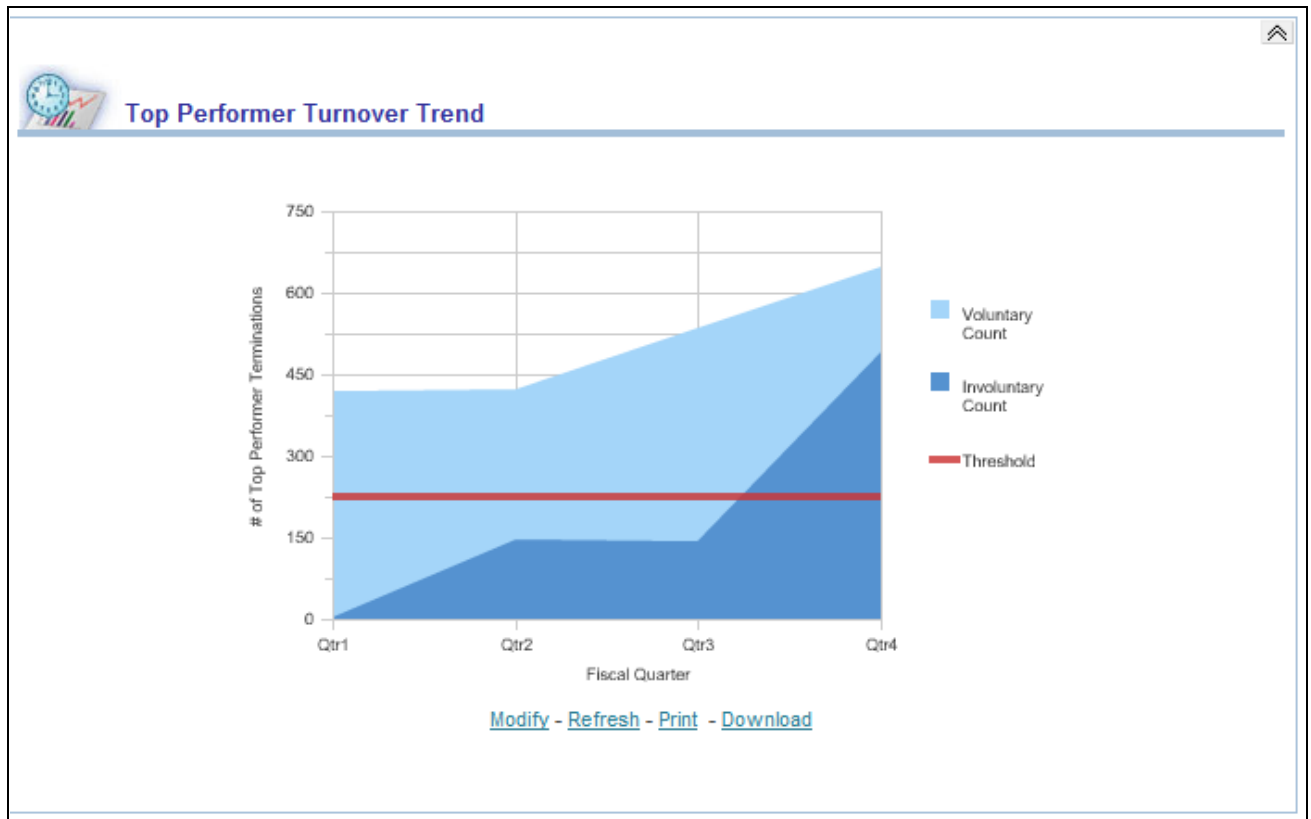 Top Performer Turnover Trend
# of Top Performer Terminations
750
600
450
300
150
0
Qtr1 Qtr2 Qtr3 Qtr4
Fiscal Quarter
Voluntary
Count
Involuntary
Count
Threshold
Modify - Refresh - Print - Download